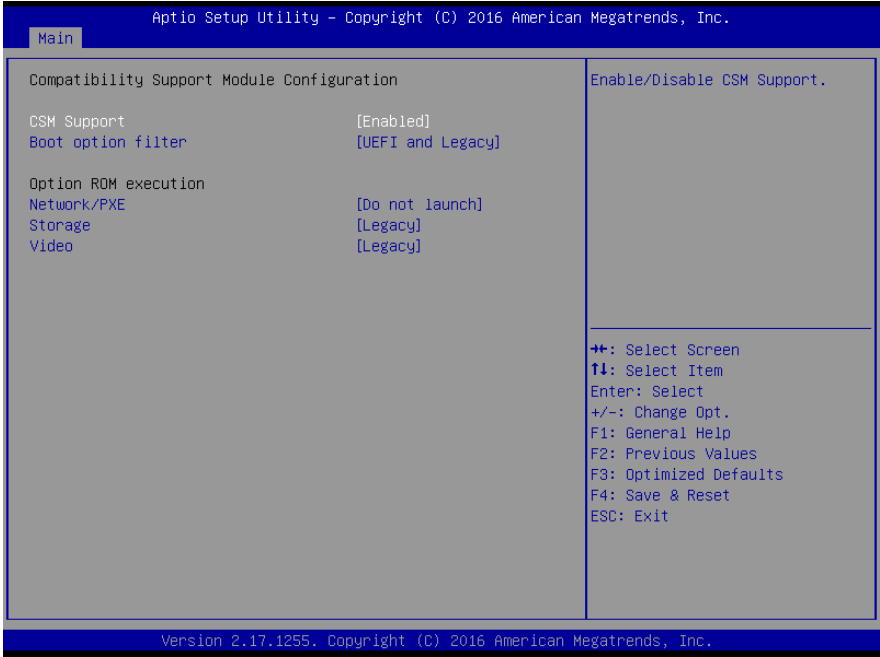 Aptio Setup Utility – Copyright (C) 2016 American Megatrends, Inc.
Main
Compatibility Support Module Configuration
CSM Support [Enabled]
Boot option filter [UEFI and Legacy]
Option ROM execution
Network/PXE [Do not launch]
Storage [Legacy]
Video [Legacy]
Enable/Disable CSM Support.
→←: Select Screen
↑↓: Select Item
Enter: Select
+/-: Change Opt.
F1: General Help
F2: Previous Values
F3: Optimized Defaults
F4: Save & Reset
ESC: Exit
Version 2.17.1255. Copyright (C) 2016 American Megatrends, Inc.